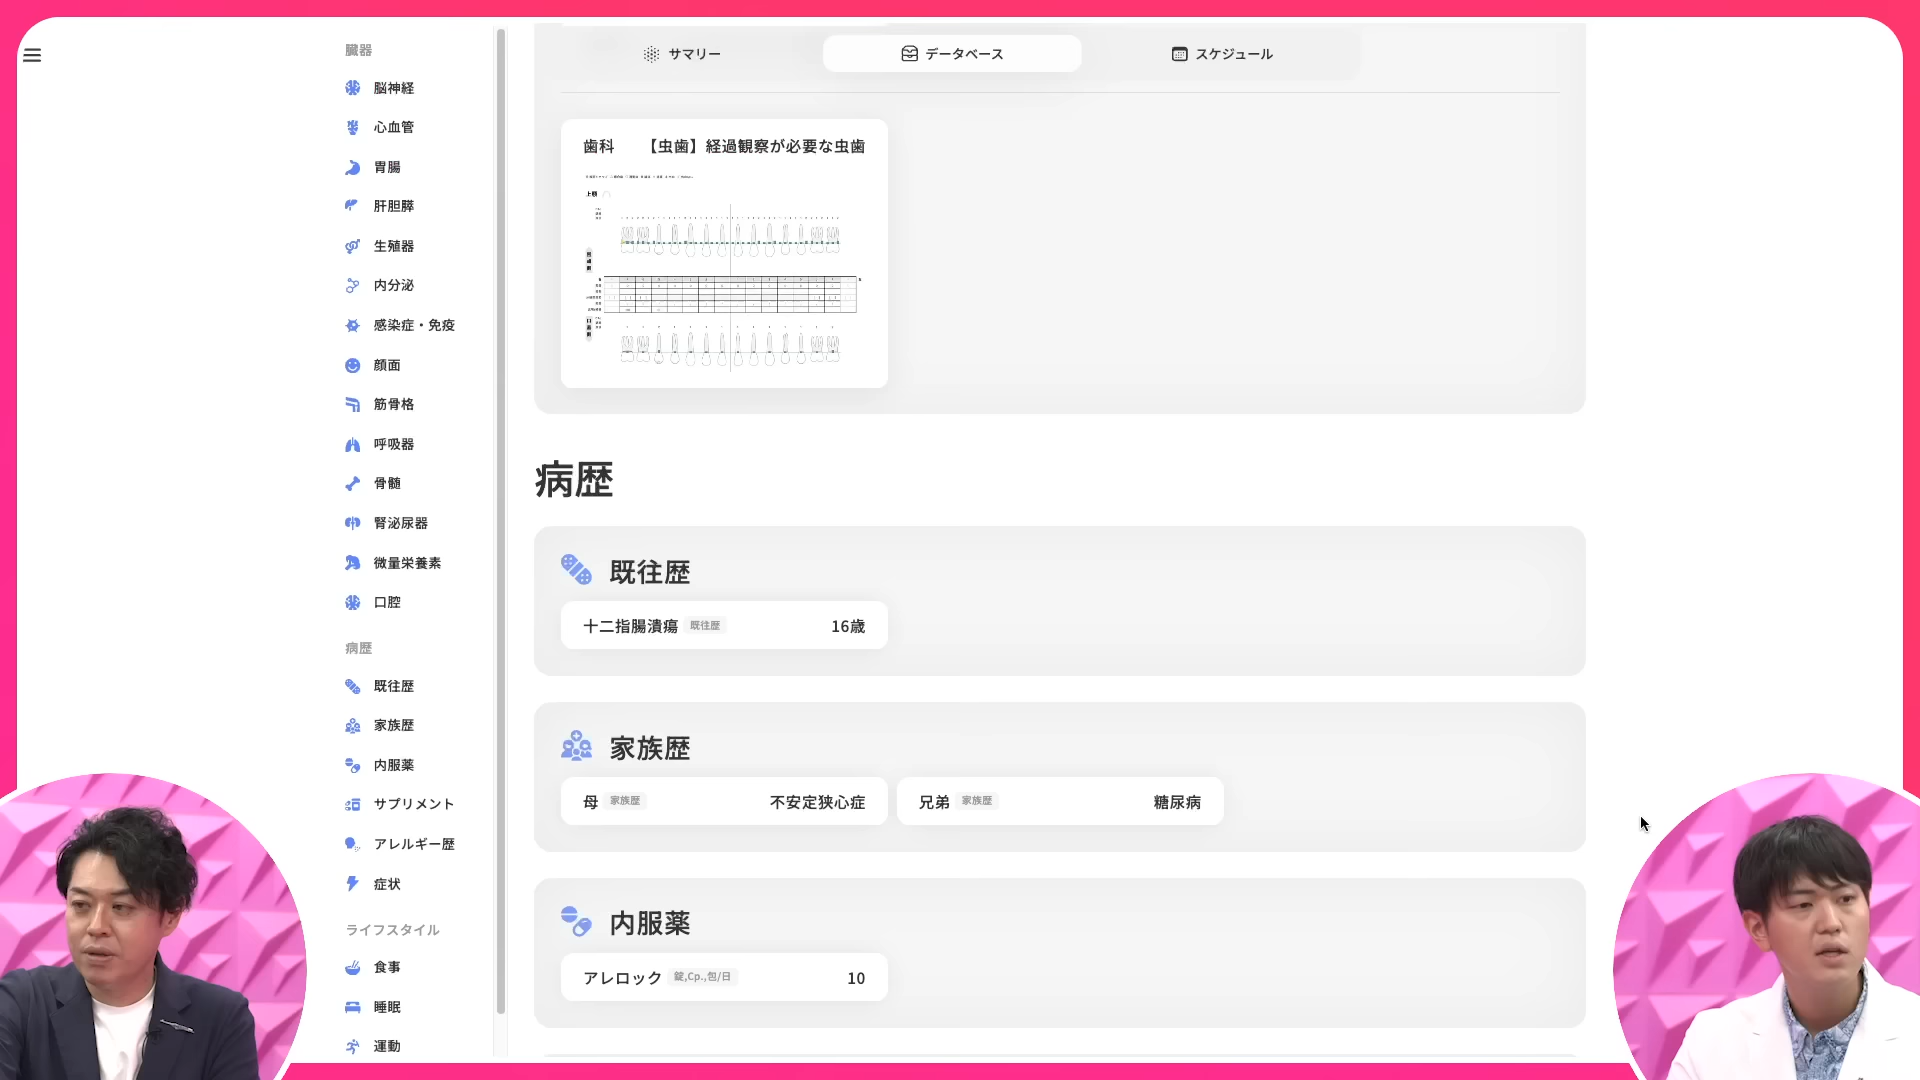 臓器
脳神経
心血管
胃腸
肝胆膵
生殖器
内分泌
感染症・免疫
顔面
筋骨格
呼吸器
骨髄
腎泌尿器
微量栄養素
口腔
病歴
既往歴
家族歴
内服薬
サプリメント
アレルギー歴
症状
ライフスタイル
食事
睡眠
運動
サマリー
データベース
スケジュール
歯科 【虫歯】経過観察が必要な虫歯
上顎
病歴
既往歴
十二指腸潰瘍 既往歴 16歳
家族歴
母 家族歴 不安定狭心症
兄弟 家族歴 糖尿病
内服薬
アレロック 錠,Cp.,包/日 10